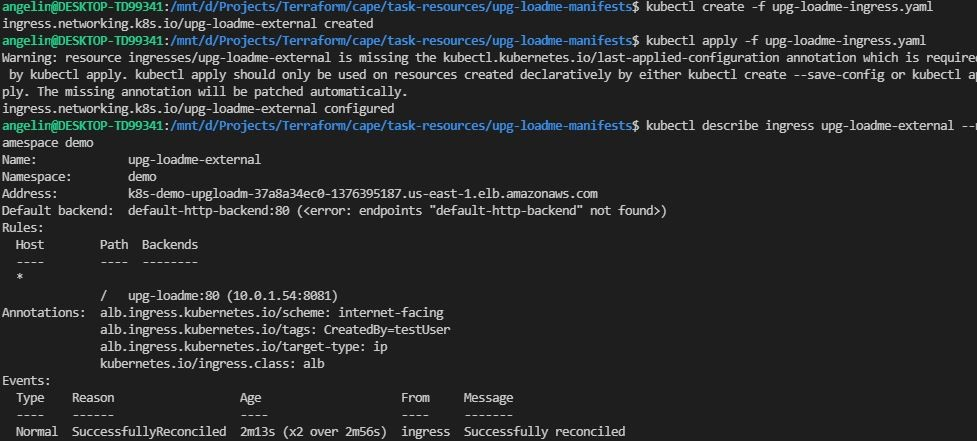 angelin@DESKTOP-TD99341:/mnt/d/Projects/Terraform/cape/task-resources/upg-loadme-manifests$ kubectl create -f upg-loadme-ingress.yaml
ingress.networking.k8s.io/upg-loadme-external created
angelin@DESKTOP-TD99341:/mnt/d/Projects/Terraform/cape/task-resources/upg-loadme-manifests$ kubectl apply -f upg-loadme-ingress.yaml
Warning: resource ingresses/upg-loadme-external is missing the kubectl.kubernetes.io/last-applied-configuration annotation which is required
 by kubectl apply. kubectl apply should only be used on resources created declaratively by either kubectl create --save-config or kubectl ap
ply. The missing annotation will be patched automatically.
ingress.networking.k8s.io/upg-loadme-external configured
angelin@DESKTOP-TD99341:/mnt/d/Projects/Terraform/cape/task-resources/upg-loadme-manifests$ kubectl describe ingress upg-loadme-external --n
amespace demo
Name:             upg-loadme-external
Namespace:        demo
Address:          k8s-demo-upgloadm-37a8a34ec0-1376395187.us-east-1.elb.amazonaws.com
Default backend:  default-http-backend:80 (<error: endpoints "default-http-backend" not found>)
Rules:
  Host        Path  Backends
  ----        ----  --------
  *
              /   upg-loadme:80 (10.0.1.54:8081)
Annotations:  alb.ingress.kubernetes.io/scheme: internet-facing
              alb.ingress.kubernetes.io/tags: CreatedBy=testUser
              alb.ingress.kubernetes.io/target-type: ip
              kubernetes.io/ingress.class: alb
Events:
  Type    Reason                  Age                    From     Message
  ----    ------                  ----                   ----     -------
  Normal  SuccessfullyReconciled  2m13s (x2 over 2m56s)  ingress  Successfully reconciled